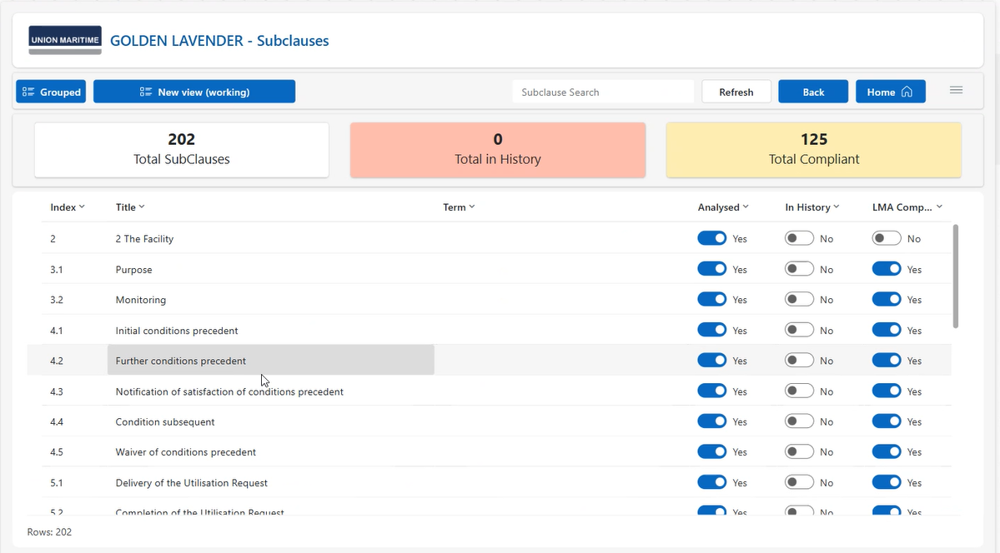 UNION MARITIME GOLDEN LAVENDER - Subclauses
Grouped New view (working) Subclause Search Refresh Back Home
202 0 125
Total SubClauses Total in History Total Compliant
Index Title Term Analysed In History LMA Comp...
2 2 The Facility Yes No No
3.1 Purpose Yes No Yes
3.2 Monitoring Yes No Yes
4.1 Initial conditions precedent Yes No Yes
4.2 Further conditions precedent Yes No Yes
4.3 Notification of satisfaction of conditions precedent Yes No Yes
4.4 Condition subsequent Yes No Yes
4.5 Waiver of conditions precedent Yes No Yes
5.1 Delivery of the Utilisation Request Yes No Yes
5.2 Completion of the Utilisation Request Yes No Yes
Rows: 202